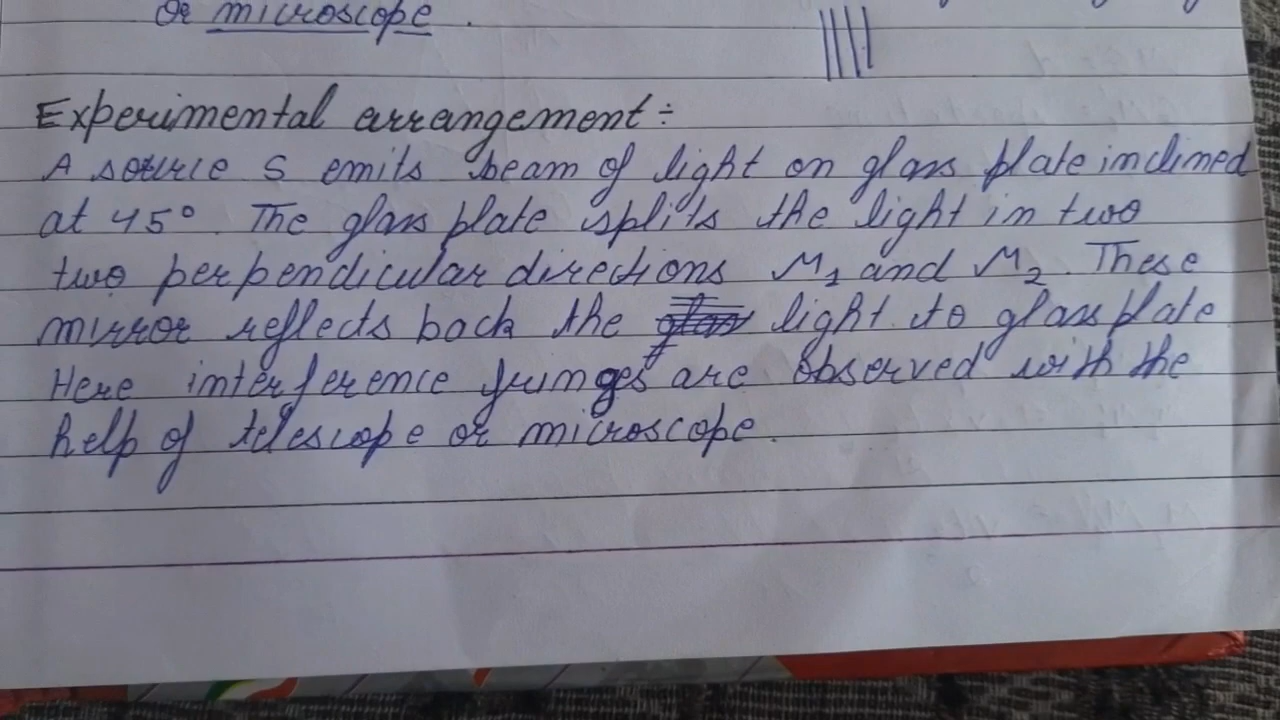 or microscope.
Experimental arrangement:-
A source S emits beam of light on glass plate inclined
at 45°. The glass plate splits the light in two
two perpendicular directions M₁ and M₂. These
mirror reflects back the light to glass plate
Here interference fringes are observed with the
help of telescope or microscope.